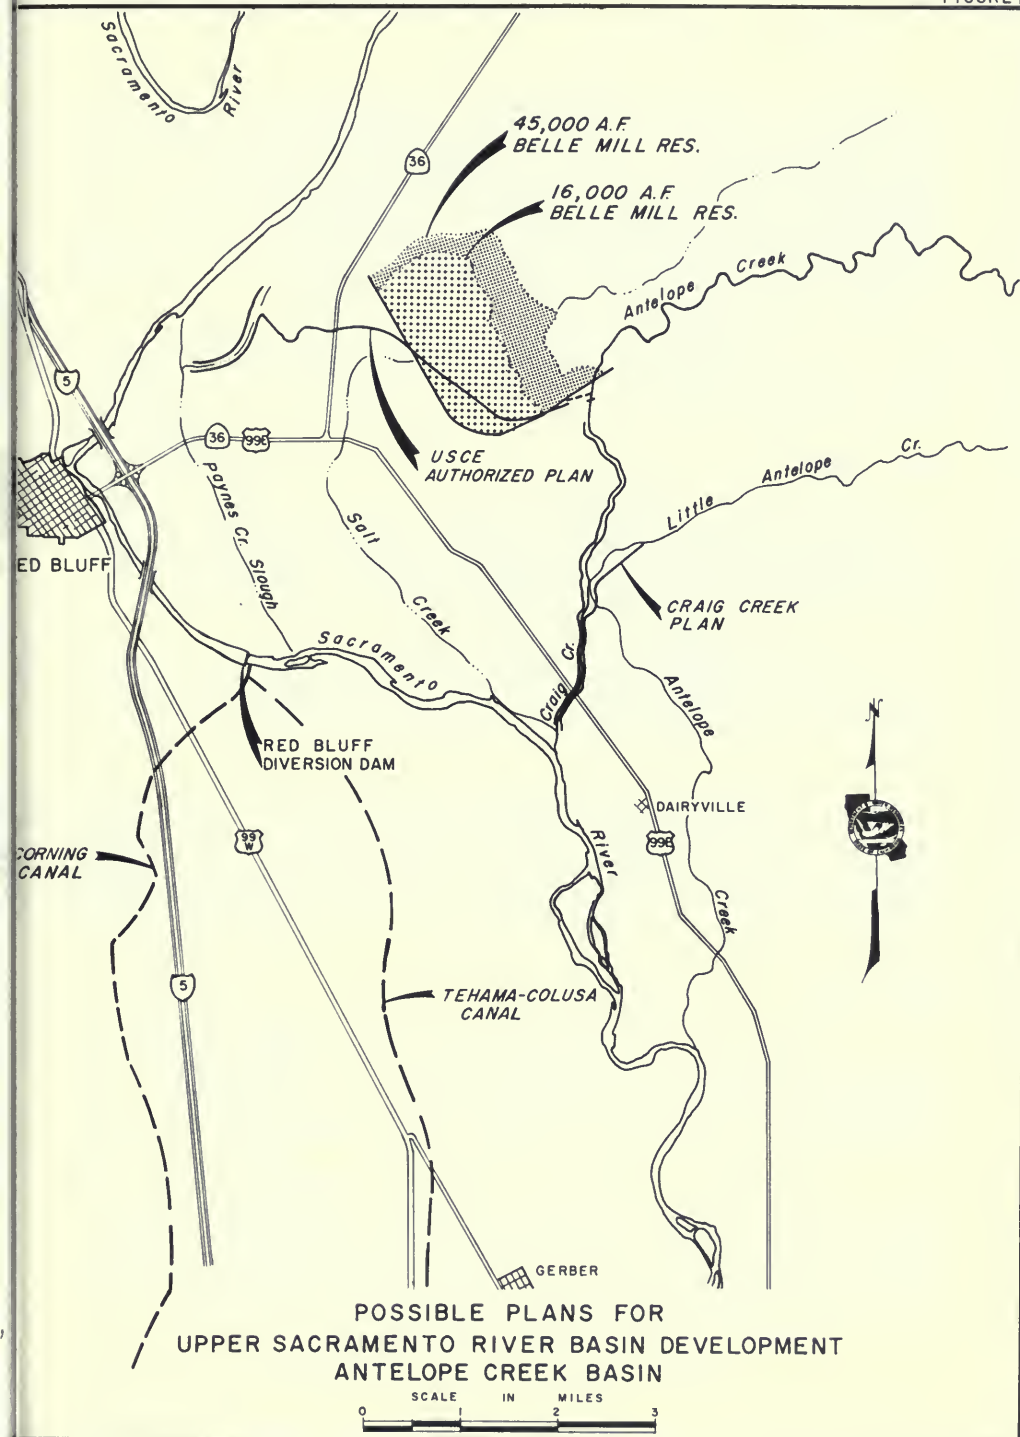 Sacramento
River
45,000 A.F.
BELLE MILL RES.
36
16,000 A.F.
BELLE MILL RES.
Antelope Creek
5
36
99E
USCE
AUTHORIZED PLAN
Little Antelope Cr.
Paynes Cr. Slough
Salt Creek
ED BLUFF
CRAIG CREEK
PLAN
Sacramento
Craig Cr.
Antelope
N
RED BLUFF
DIVERSION DAM
DAIRYVILLE
99W
River
99E
CORNING
CANAL
Creek
5
TEHAMA-COLUSA
CANAL
GERBER
POSSIBLE PLANS FOR
UPPER SACRAMENTO RIVER BASIN DEVELOPMENT
ANTELOPE CREEK BASIN
SCALE IN MILES
0 1 2 3